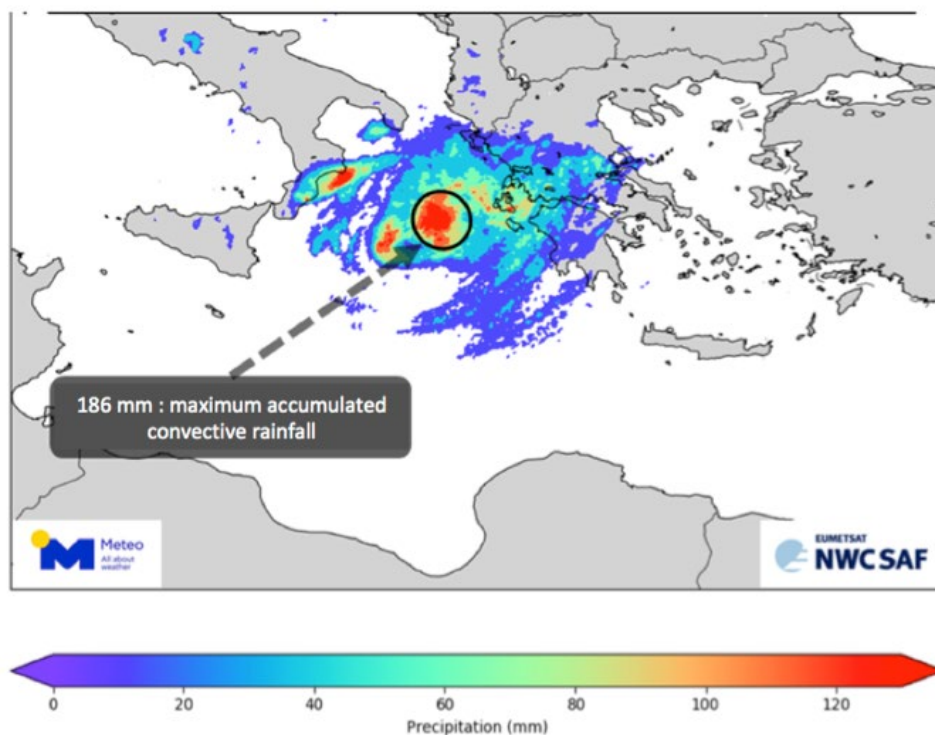 186 mm : maximum accumulated
convective rainfall
Meteo
All about
weather
EUMETSAT
NWC SAF
0 20 40 60 80 100 120
Precipitation (mm)